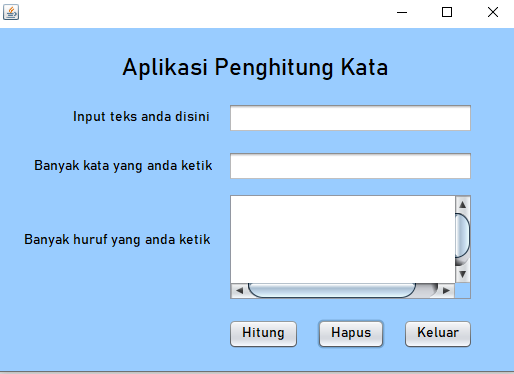 Aplikasi Penghitung Kata
Input teks anda disini
Banyak kata yang anda ketik
Banyak huruf yang anda ketik
Hitung Hapus Keluar